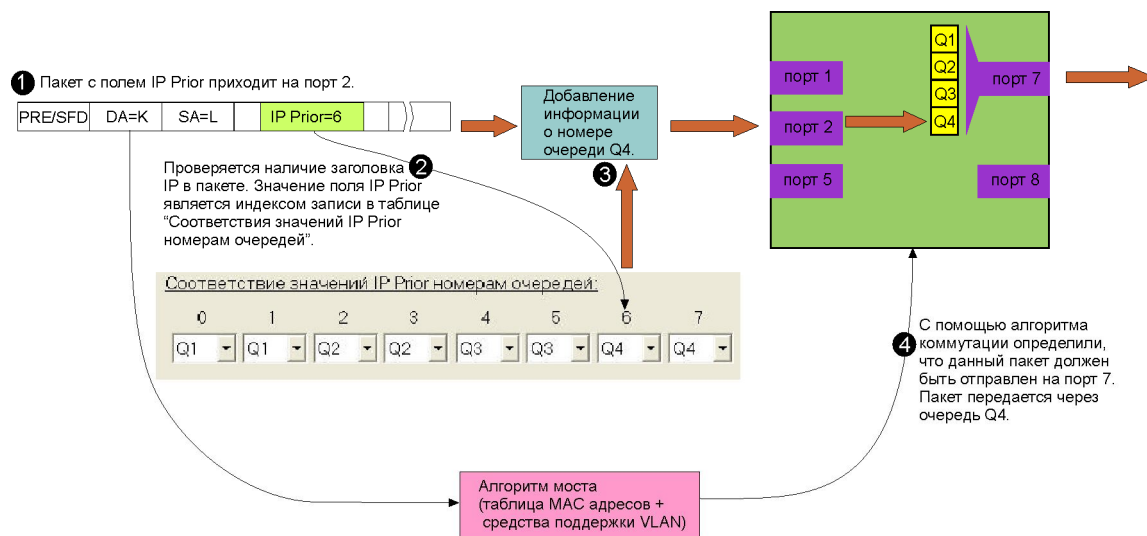 1 Пакет с полем IP Prior приходит на порт 2.
PRE/SFD DA=K SA=L IP Prior=6
2
Проверяется наличие заголовка
IP в пакете. Значение поля IP Prior
является индексом записи в таблице
“Соответствия значений IP Prior
номерам очередей”.
Добавление
информации
о номере
очереди Q4.
3
порт 1
порт 2
порт 5
Q1
Q2
Q3
Q4
порт 7
порт 8
Соответствие значений IP Prior номерам очередей:
0 1 2 3 4 5 6 7
Q1 Q1 Q2 Q2 Q3 Q3 Q4 Q4
4
С помощью алгоритма
коммутации определили,
что данный пакет должен
быть отправлен на порт 7.
Пакет передается через
очередь Q4.
Алгоритм моста
(таблица MAC адресов +
средства поддержки VLAN)